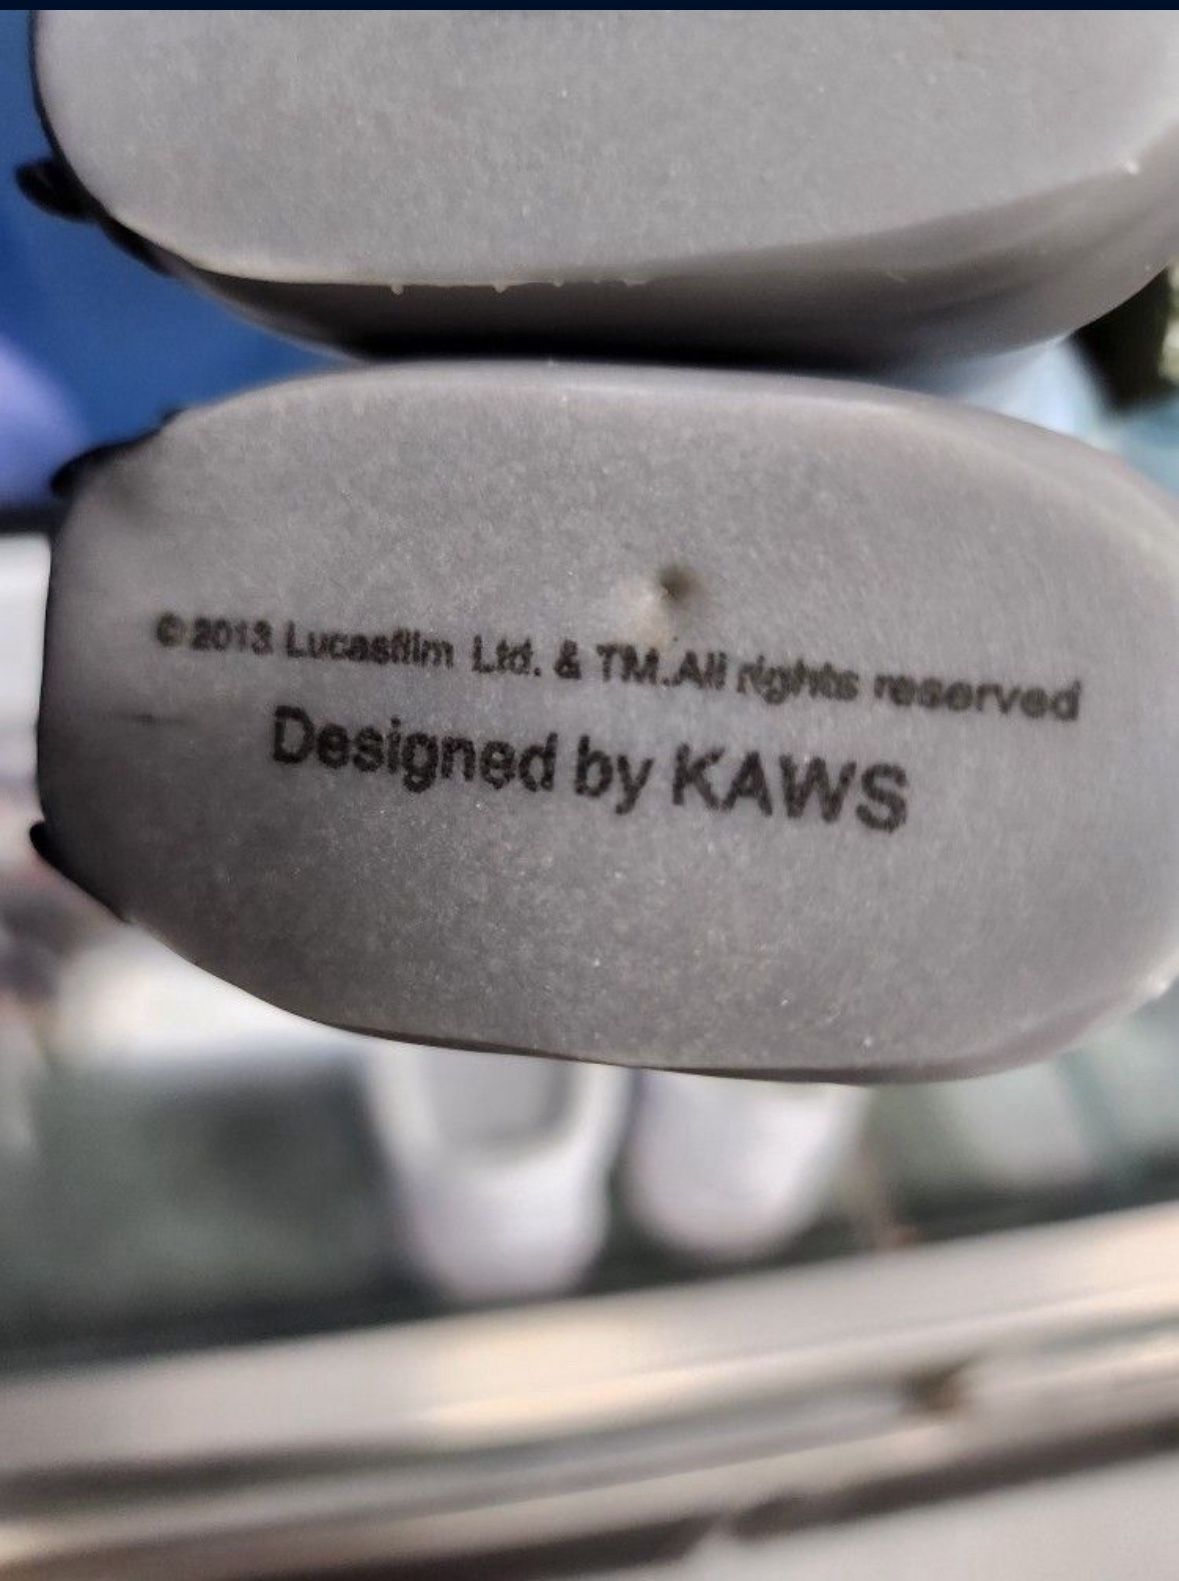 © 2013 Lucasfilm Ltd. & TM.All rights reserved
Designed by KAWS